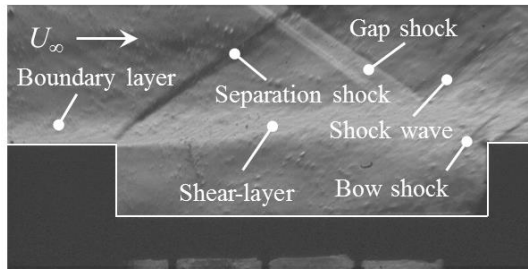 U∞
Gap shock
Boundary layer
Separation shock
Shock wave
Shear-layer
Bow shock